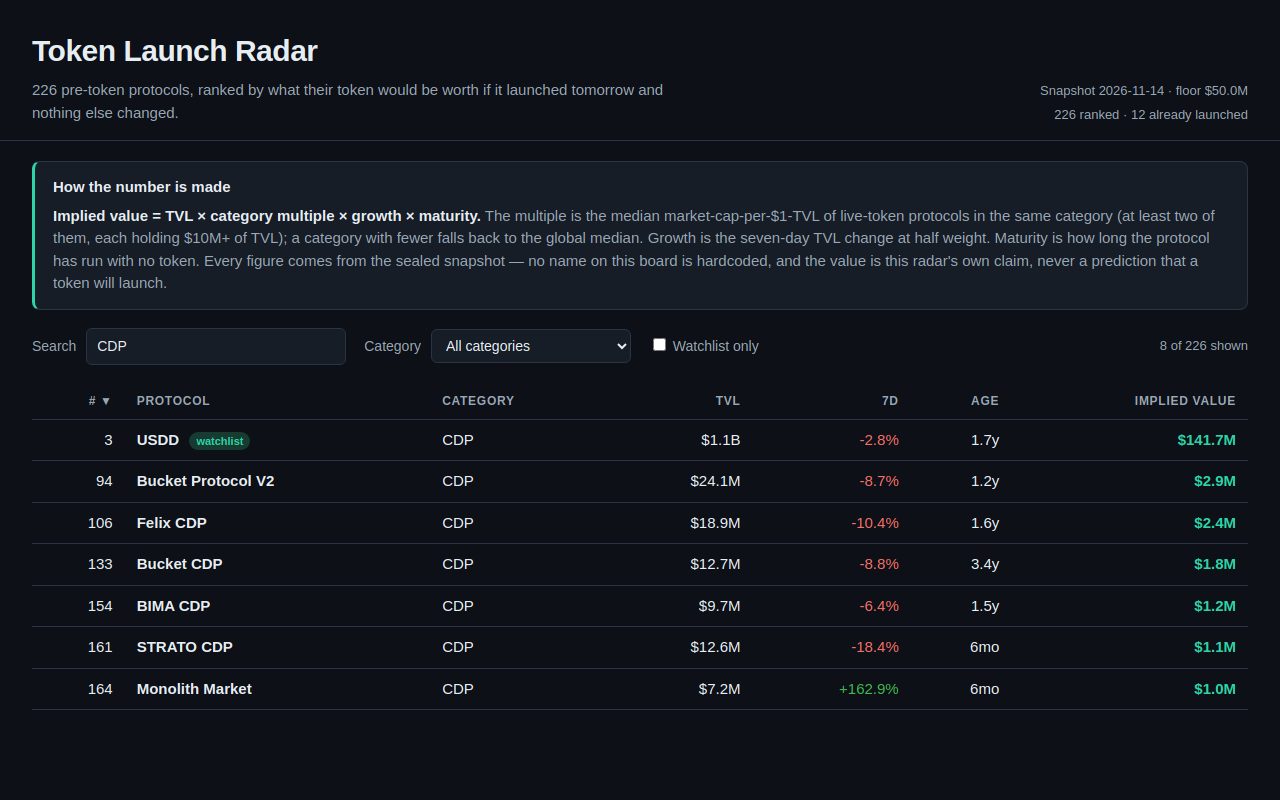 Token Launch Radar
226 pre-token protocols, ranked by what their token would be worth if it launched tomorrow and
nothing else changed.
Snapshot 2026-11-14 · floor $50.0M
226 ranked · 12 already launched
How the number is made
Implied value = TVL × category multiple × growth × maturity. The multiple is the median market-cap-per-$1-TVL of live-token protocols in the same category (at least two of
them, each holding $10M+ of TVL); a category with fewer falls back to the global median. Growth is the seven-day TVL change at half weight. Maturity is how long the protocol
has run with no token. Every figure comes from the sealed snapshot — no name on this board is hardcoded, and the value is this radar's own claim, never a prediction that a
token will launch.
Search CDP Category All categories Watchlist only 8 of 226 shown
# ▼ PROTOCOL CATEGORY TVL 7D AGE IMPLIED VALUE
3 USDD watchlist CDP $1.1B -2.8% 1.7y $141.7M
94 Bucket Protocol V2 CDP $24.1M -8.7% 1.2y $2.9M
106 Felix CDP CDP $18.9M -10.4% 1.6y $2.4M
133 Bucket CDP CDP $12.7M -8.8% 3.4y $1.8M
154 BIMA CDP CDP $9.7M -6.4% 1.5y $1.2M
161 STRATO CDP CDP $12.6M -18.4% 6mo $1.1M
164 Monolith Market CDP $7.2M +162.9% 6mo $1.0M